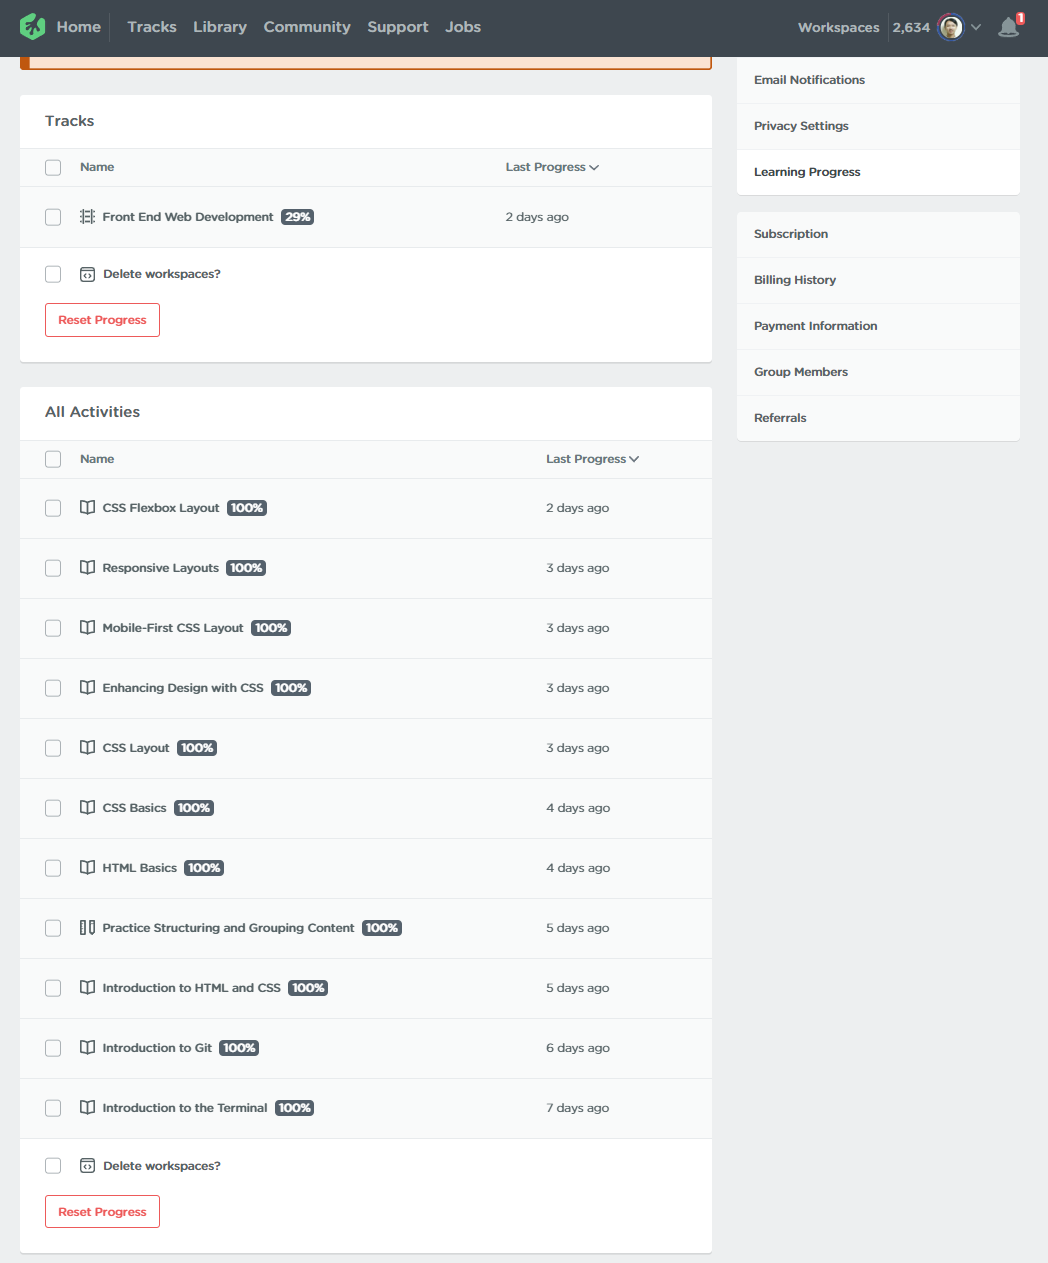 Home Tracks Library Community Support Jobs Workspaces 2,634 1
Email Notifications
Privacy Settings
Learning Progress
Subscription
Billing History
Payment Information
Group Members
Referrals
Tracks
Name Last Progress
Front End Web Development 29% 2 days ago
Delete workspaces?
Reset Progress
All Activities
Name Last Progress
CSS Flexbox Layout 100% 2 days ago
Responsive Layouts 100% 3 days ago
Mobile-First CSS Layout 100% 3 days ago
Enhancing Design with CSS 100% 3 days ago
CSS Layout 100% 3 days ago
CSS Basics 100% 4 days ago
HTML Basics 100% 4 days ago
Practice Structuring and Grouping Content 100% 5 days ago
Introduction to HTML and CSS 100% 5 days ago
Introduction to Git 100% 6 days ago
Introduction to the Terminal 100% 7 days ago
Delete workspaces?
Reset Progress